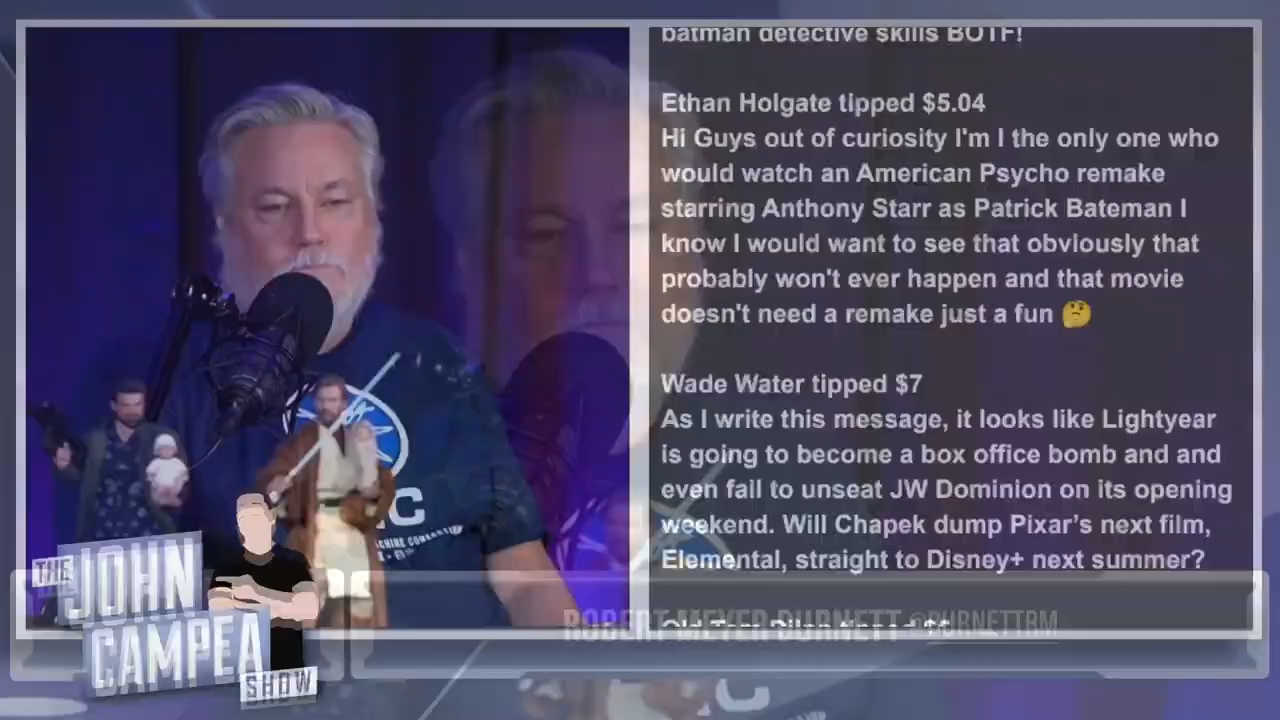 batman detective skills BOTF!
Ethan Holgate tipped $5.04
Hi Guys out of curiosity I'm I the only one who
would watch an American Psycho remake
starring Anthony Starr as Patrick Bateman I
know I would want to see that obviously that
probably won't ever happen and that movie
doesn't need a remake just a fun 🤔
Wade Water tipped $7
As I write this message, it looks like Lightyear
is going to become a box office bomb and and
even fail to unseat JW Dominion on its opening
weekend. Will Chapek dump Pixar's next film,
Elemental, straight to Disney+ next summer?
ROBERT MEYER BURNETT @BURNETTRM
THE
JOHN
CAMPEA
SHOW